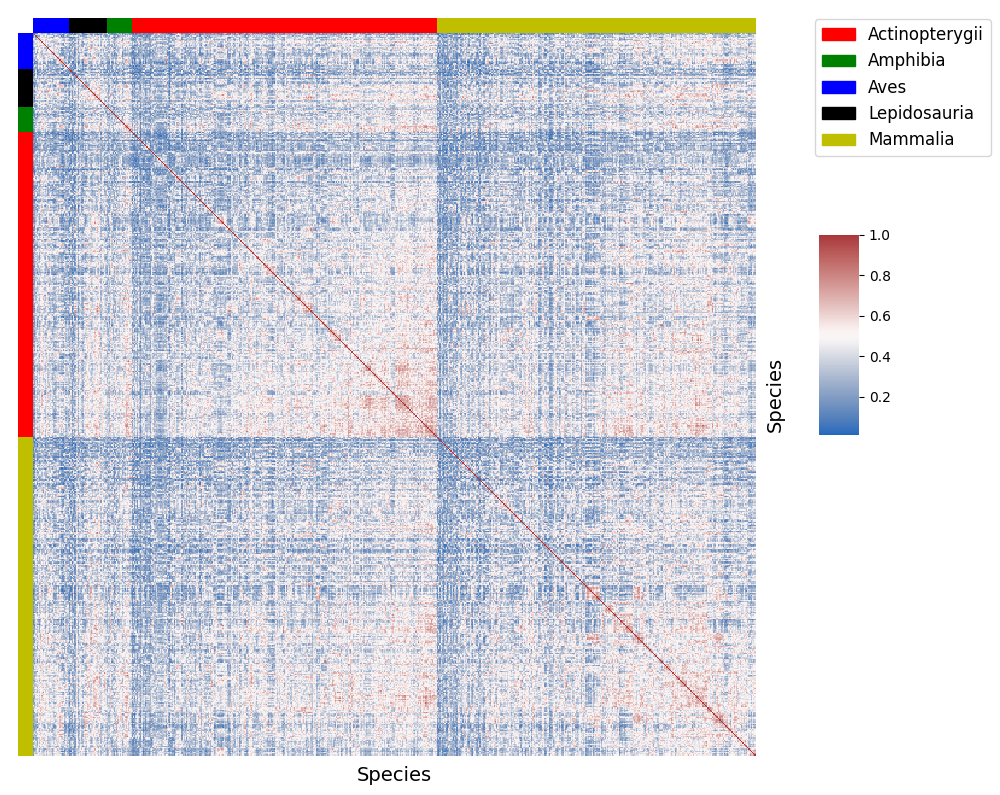 Actinopterygii
Amphibia
Aves
Lepidosauria
Mammalia
1.0
0.8
0.6
0.4
0.2
Species
Species